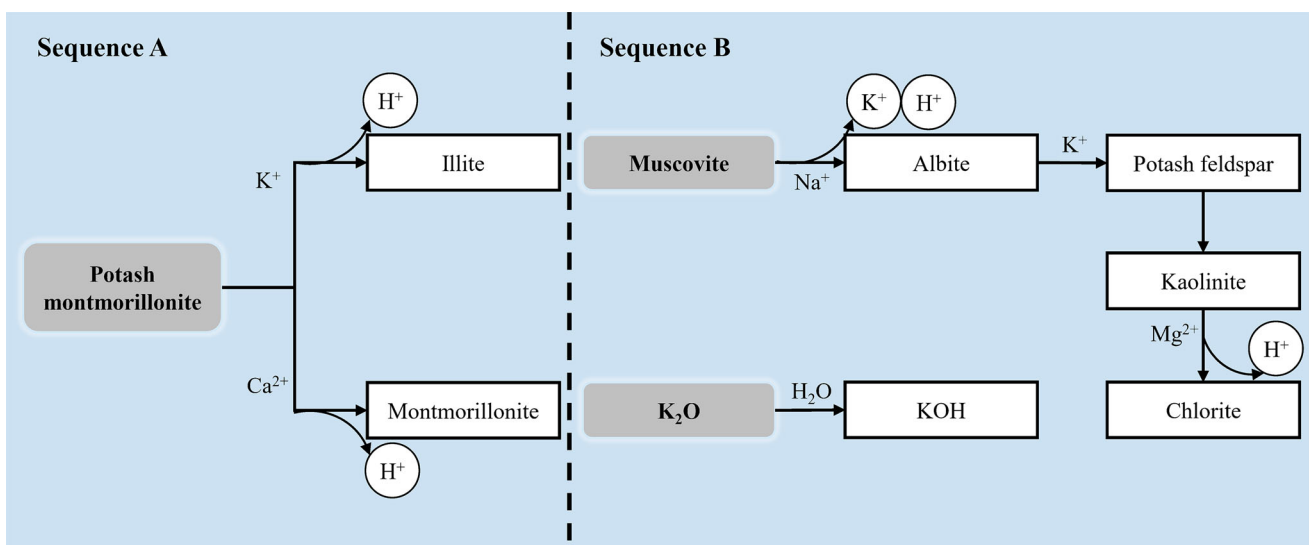 Sequence A
Sequence B
H⁺
K⁺ H⁺
Illite
K⁺
Muscovite
Na⁺
Albite
K⁺
Potash feldspar
Potash
montmorillonite
Kaolinite
Mg²⁺
H⁺
Ca²⁺
Montmorillonite
H⁺
K₂O
H₂O
KOH
Chlorite